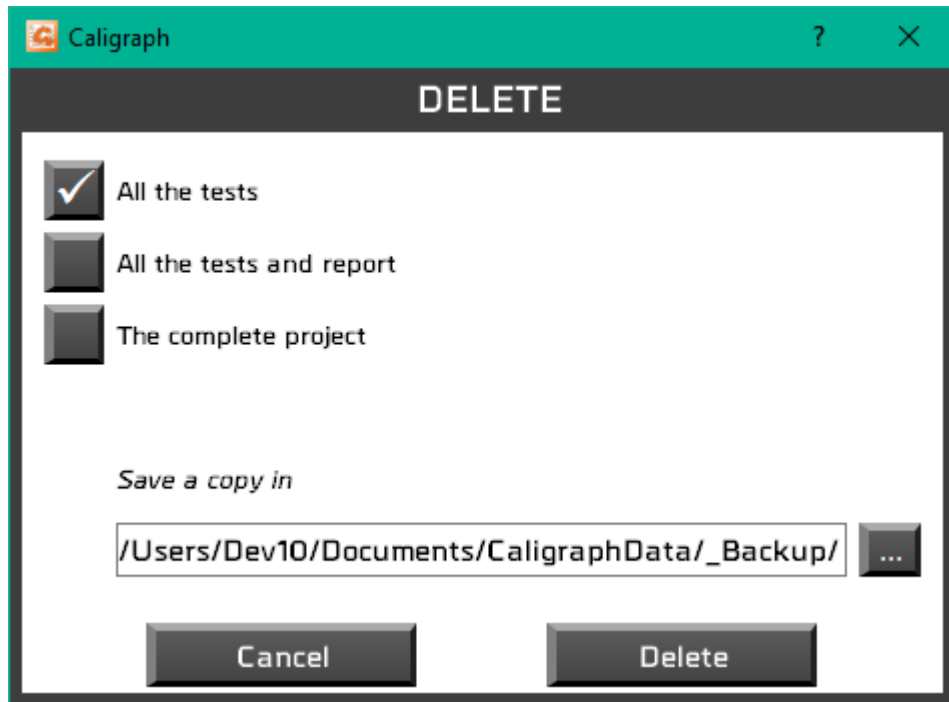 Caligraph
?
DELETE
All the tests
All the tests and report
The complete project
Save a copy in
/Users/Dev10/Documents/CaligraphData/_Backup/
...
Cancel
Delete